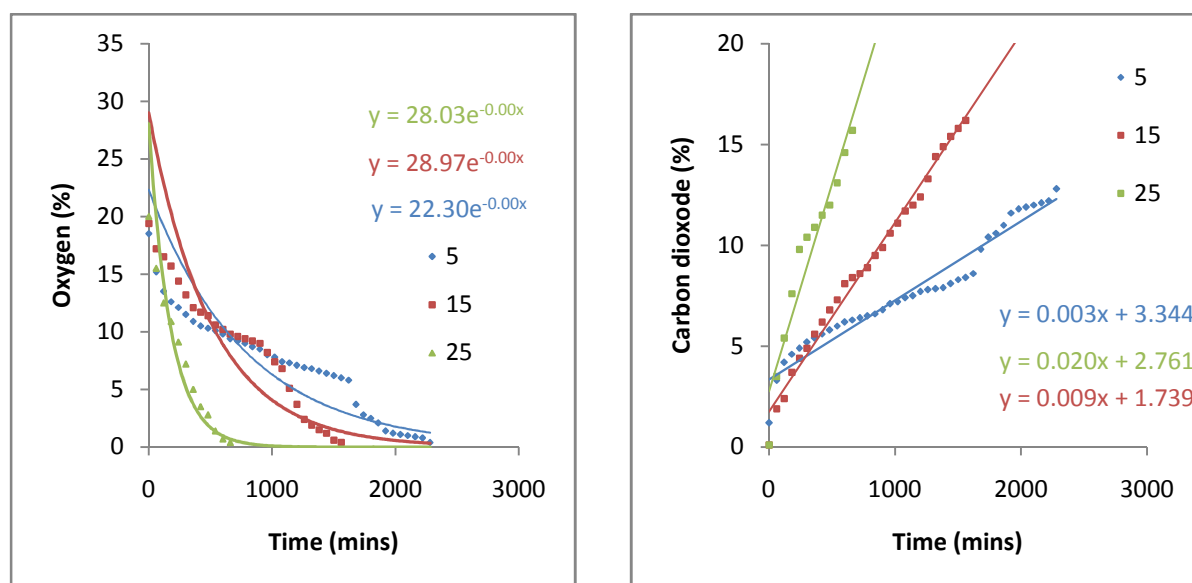 35
30
25
20
15
10
5
0
Oxygen (%)
y = 28.03e^-0.00x
y = 28.97e^-0.00x
y = 22.30e^-0.00x
5
15
25
0 1000 2000 3000
Time (mins)
20
15
10
5
0
Carbon dioxode (%)
5
15
25
y = 0.003x + 3.344
y = 0.020x + 2.761
y = 0.009x + 1.739
0 1000 2000 3000
Time (mins)